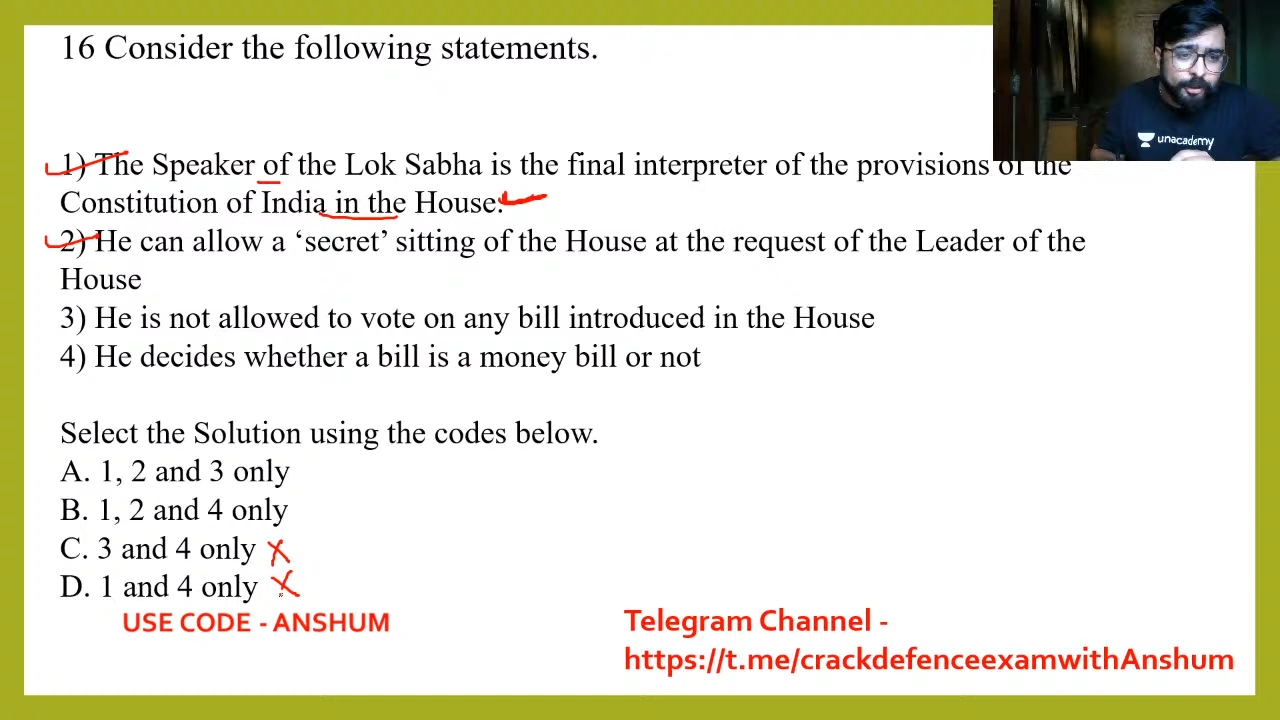 16 Consider the following statements.
unacademy
1) The Speaker of the Lok Sabha is the final interpreter of the provisions of the
Constitution of India in the House.
2) He can allow a ‘secret’ sitting of the House at the request of the Leader of the
House
3) He is not allowed to vote on any bill introduced in the House
4) He decides whether a bill is a money bill or not
Select the Solution using the codes below.
A. 1, 2 and 3 only
B. 1, 2 and 4 only
C. 3 and 4 only
D. 1 and 4 only
USE CODE - ANSHUM
Telegram Channel -
https://t.me/crackdefenceexamwithAnshum